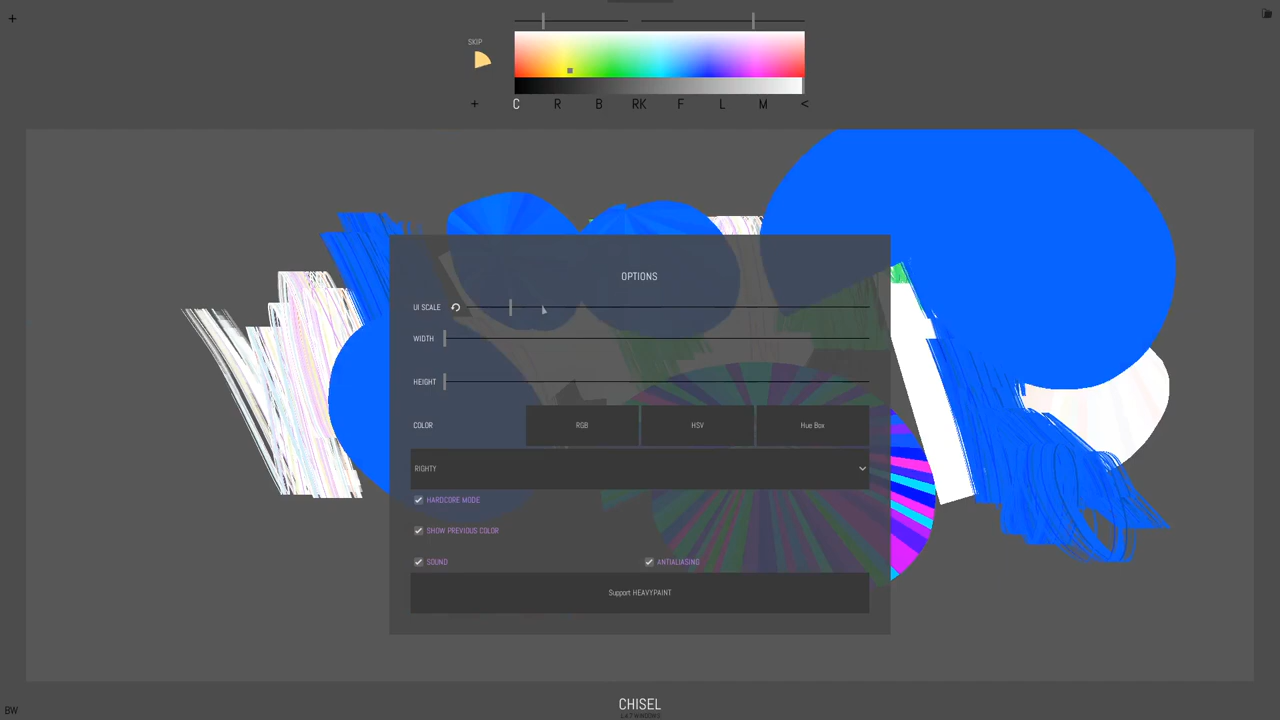 +
SKIP
+ C R B RK F L M <
OPTIONS
UI SCALE
WIDTH
HEIGHT
COLOR RGB HSV Hue Box
RIGHTY
HARDCORE MODE
SHOW PREVIOUS COLOR
SOUND ANTIALIASING
Support HEAVYPAINT
CHISEL
BW